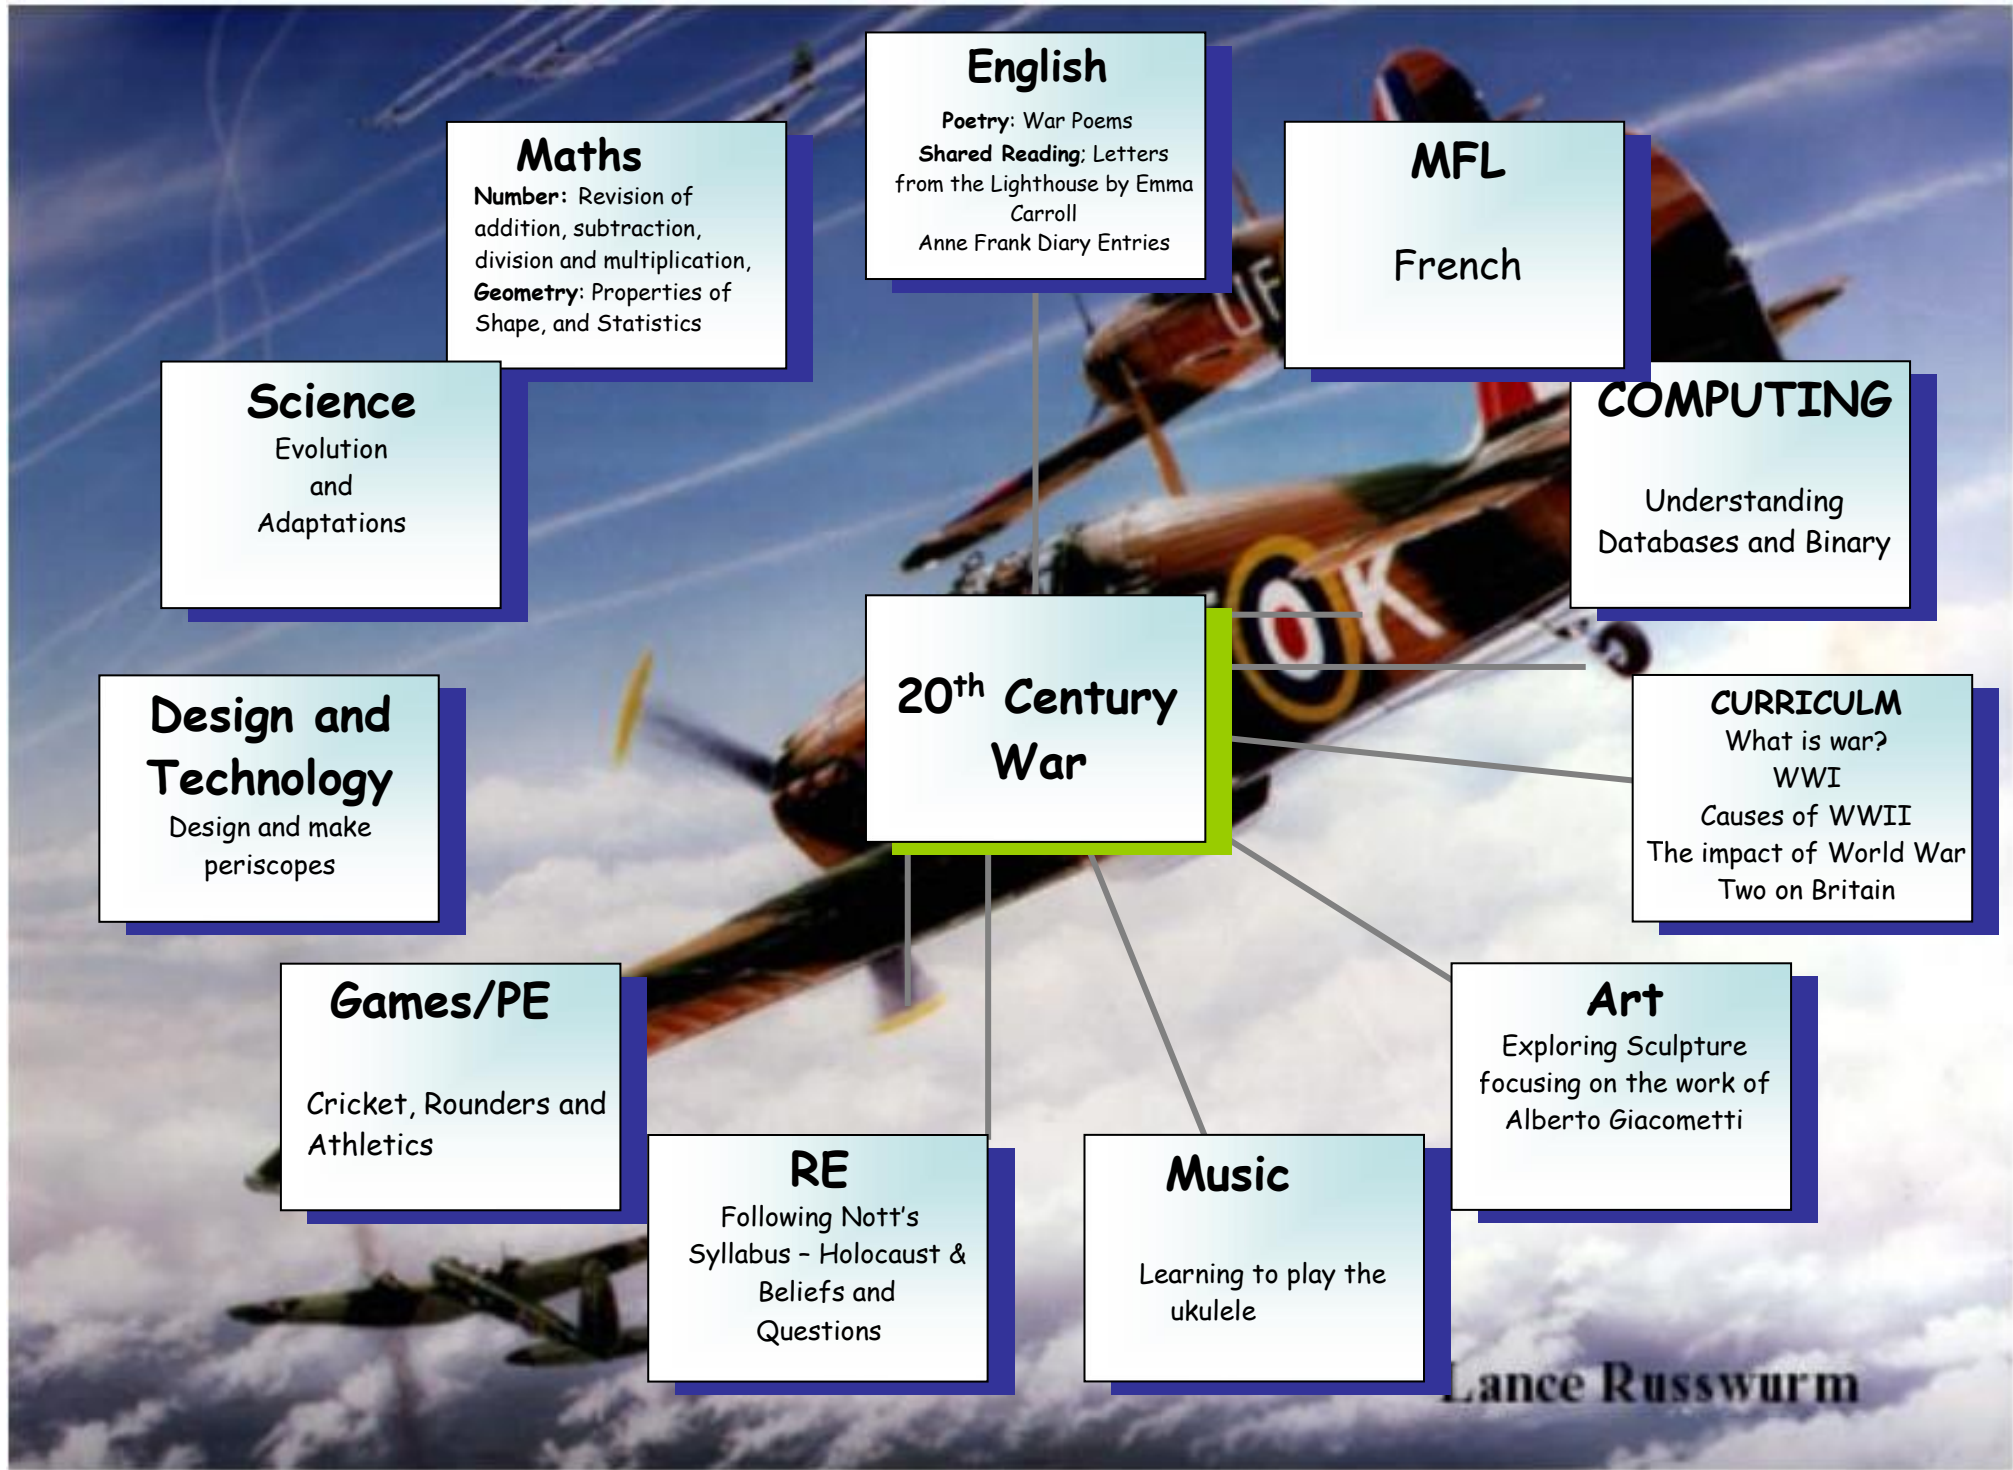 English
Poetry: War Poems
Shared Reading; Letters
from the Lighthouse by Emma
Carroll
Anne Frank Diary Entries
Maths
Number: Revision of
addition, subtraction,
division and multiplication,
Geometry: Properties of
Shape, and Statistics
MFL
French
Science
Evolution
and
Adaptations
COMPUTING
Understanding
Databases and Binary
UF
K
20th Century
War
Design and
Technology
Design and make
periscopes
CURRICULM
What is war?
WWI
Causes of WWII
The impact of World War
Two on Britain
Games/PE
Cricket, Rounders and
Athletics
Art
Exploring Sculpture
focusing on the work of
Alberto Giacometti
RE
Following Nott's
Syllabus – Holocaust &
Beliefs and
Questions
Music
Learning to play the
ukulele
Lance Russwurm